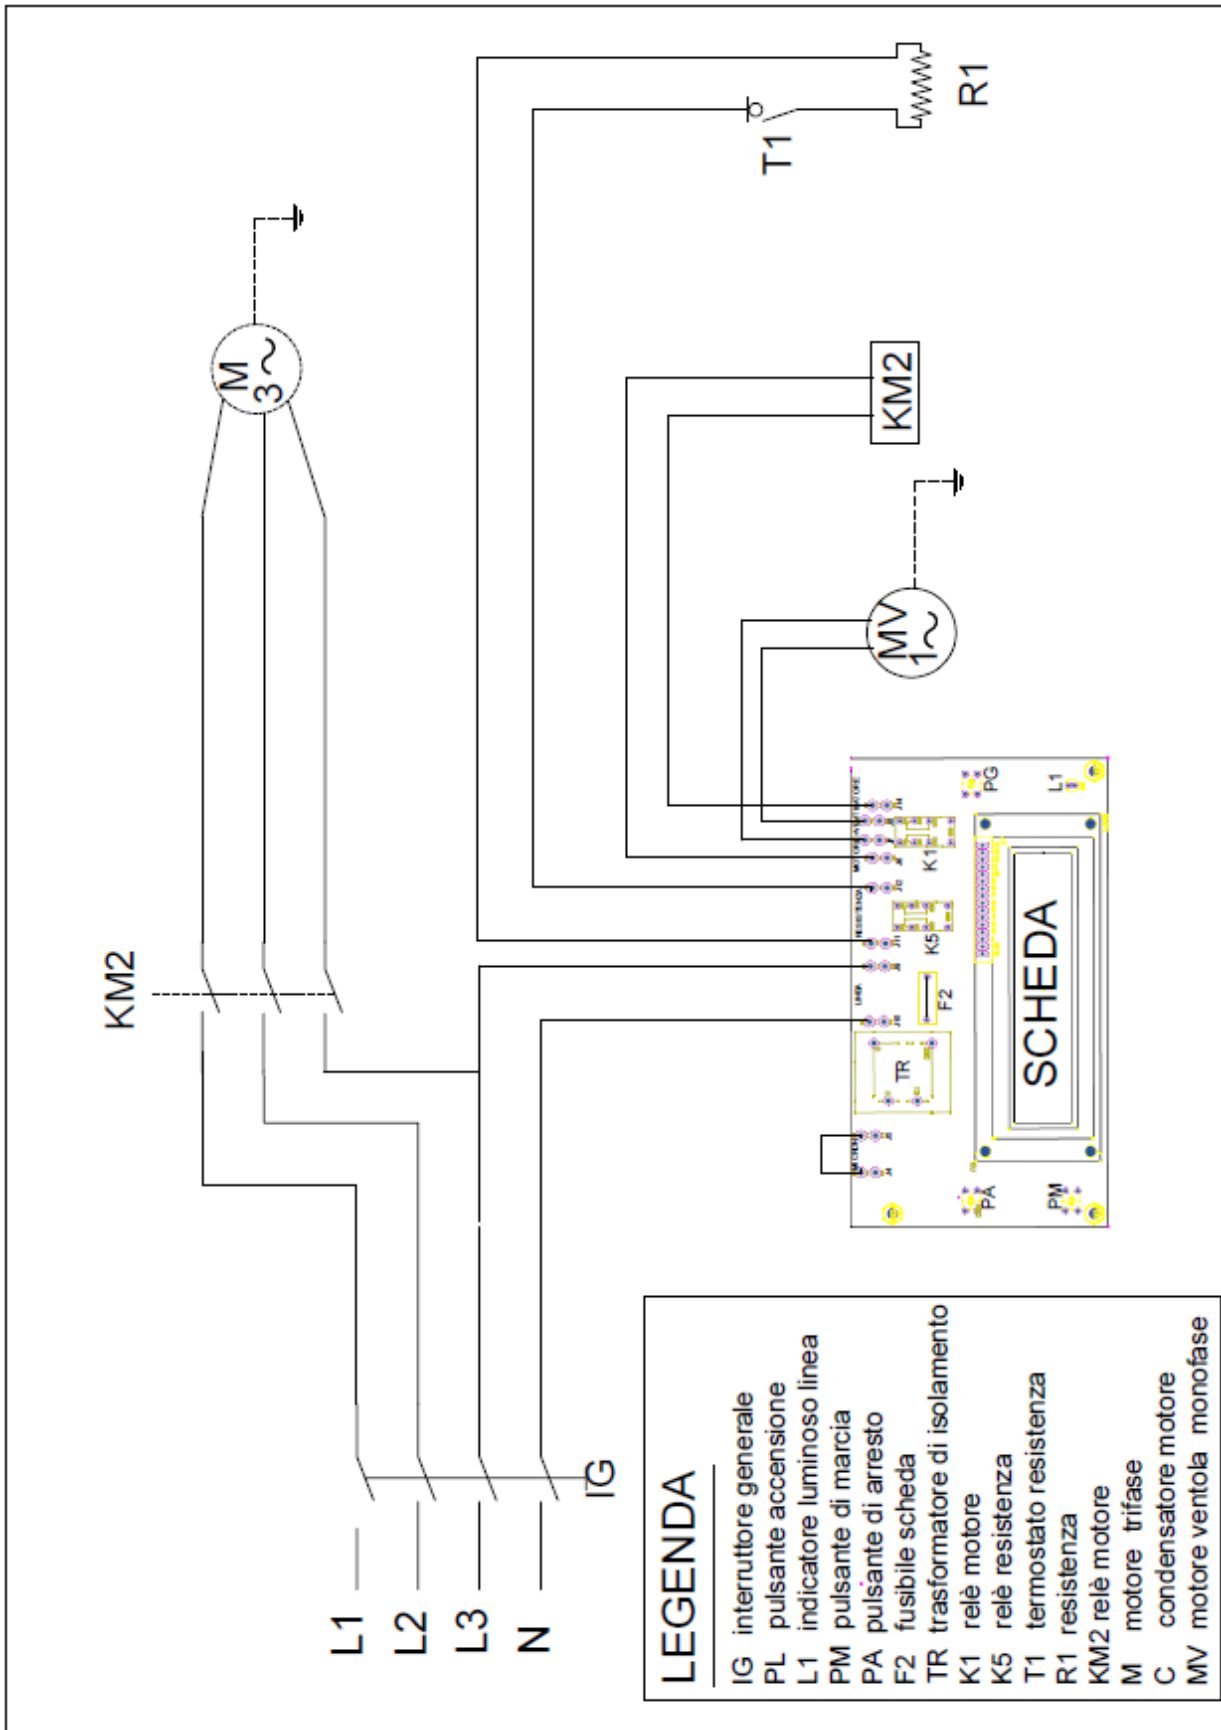 KM2
M
3~
T1
R1
KM2
MV
1~
L1
L2
L3
N
IG
MICRO
LINEA
RESISTENZA
TR
F2
K5
K1
PG
L1
PA
PM
SCHEDA
LEGENDA
IG interruttore generale
PL pulsante accensione
L1 indicatore luminoso linea
PM pulsante di marcia
PA pulsante di arresto
F2 fusibile scheda
TR trasformatore di isolamento
K1 relè motore
K5 relè resistenza
T1 termostato resistenza
R1 resistenza
KM2 relè motore
M motore trifase
C condensatore motore
MV motore ventola monofase